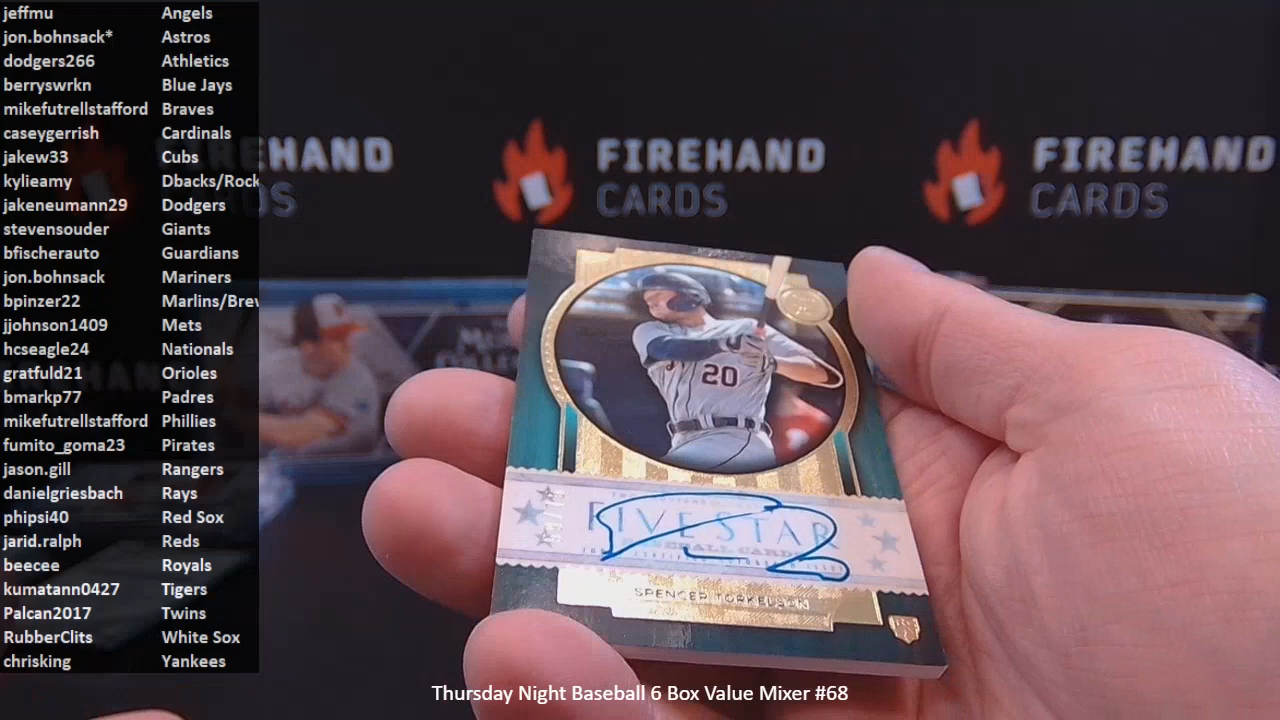 jeffmu Angels
jon.bohnsack* Astros
dodgers266 Athletics
berryswrkn Blue Jays
mikefutrellstafford Braves
caseygerrish Cardinals
jakew33 Cubs
kylieamy Dbacks/Rock
jakeneumann29 Dodgers
stevensouder Giants
bfischerauto Guardians
jon.bohnsack Mariners
bpinzer22 Marlins/Brew
jjohnson1409 Mets
hcseagle24 Nationals
gratfuld21 Orioles
bmarkp77 Padres
mikefutrellstafford Phillies
fumito_goma23 Pirates
jason.gill Rangers
danielgriesbach Rays
phipsi40 Red Sox
jarid.ralph Reds
beecee Royals
kumatann0427 Tigers
Palcan2017 Twins
RubberClits White Sox
chrisking Yankees
HAND
FIREHAND
CARDS
FIREHAND
CARDS
20
FIVE STAR
BASEBALL CARDS
SPENCER TORKELSON
Thursday Night Baseball 6 Box Value Mixer #68